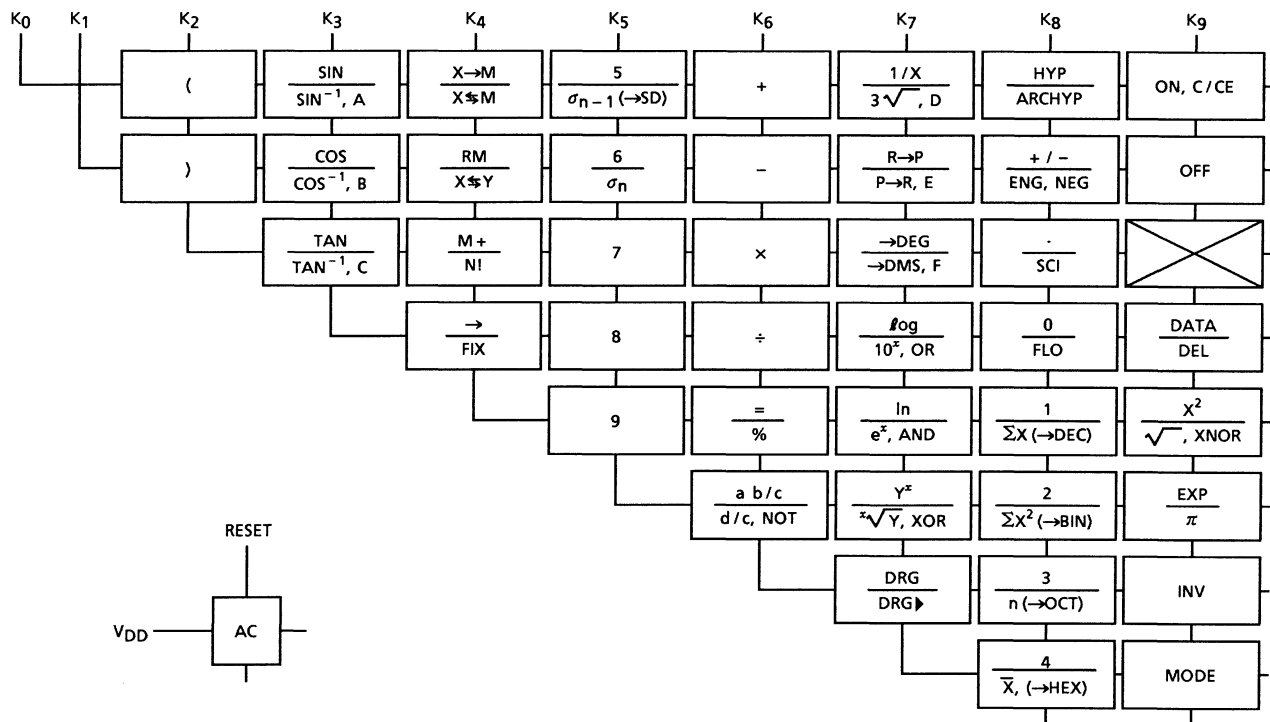 K0 K1 K2 K3 K4 K5 K6 K7 K8 K9
( SIN X→M 5 + 1/X HYP ON, C/CE
SIN⁻¹, A X⇆M σn−1 (→SD) 3√‾, D ARCHYP
) COS RM 6 − R→P +/− OFF
COS⁻¹, B X⇆Y σn P→R, E ENG, NEG
TAN M+ 7 × →DEG ·
TAN⁻¹, C N! →DMS, F SCI
→ 8 ÷ log 0 DATA
FIX 10ˣ, OR FLO DEL
9 = ln 1 X²
% eˣ, AND ΣX (→DEC) √‾, XNOR
a b/c Yˣ 2 EXP
d/c, NOT ˣ√Y, XOR ΣX² (→BIN) π
RESET
DRG 3 INV
DRG▶ n (→OCT)
VDD AC
4 MODE
X̄, (→HEX)